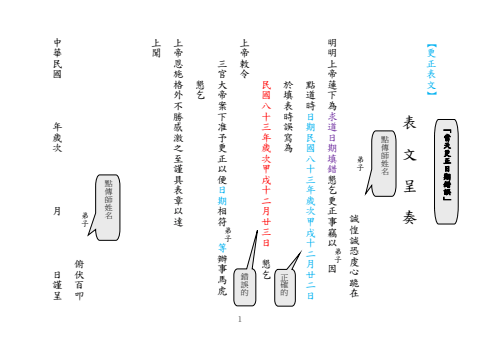 【更正表文】
『當天更正日期錯誤』
表文呈奏
點傳師姓名
弟子
誠惶誠恐虔心跪在
明明上帝蓮下為求道日期填錯懇乞更正事竊以弟子因
點道時日期民國八十三年歲次甲戌十二月廿二日
正確的
於填表時誤寫為
民國八十三年歲次甲戌十二月廿三日 懇乞
錯誤的
上帝敕令
三官大帝案下准予更正以便日期相符弟子等辦事馬虎
懇乞
上帝恩施格外不勝感激之至謹具表章以達
上聞
點傳師姓名
弟子
俯伏百叩
中華民國 年歲次 月 日謹呈
1